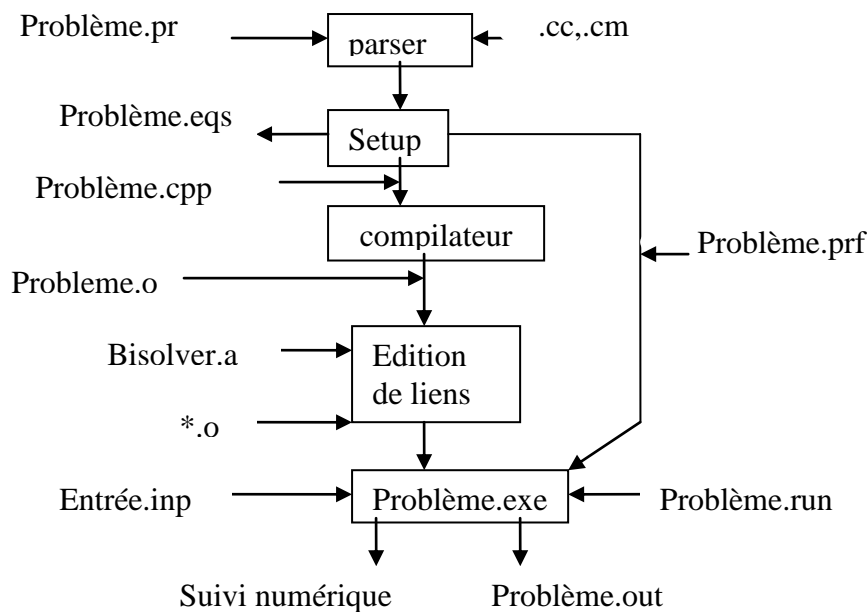 Problème.pr
parser
.cc,.cm
Problème.eqs
Setup
Problème.cpp
compilateur
Problème.prf
Probleme.o
Bisolver.a
Edition
de liens
*.o
Entrée.inp
Problème.exe
Problème.run
Suivi numérique
Problème.out